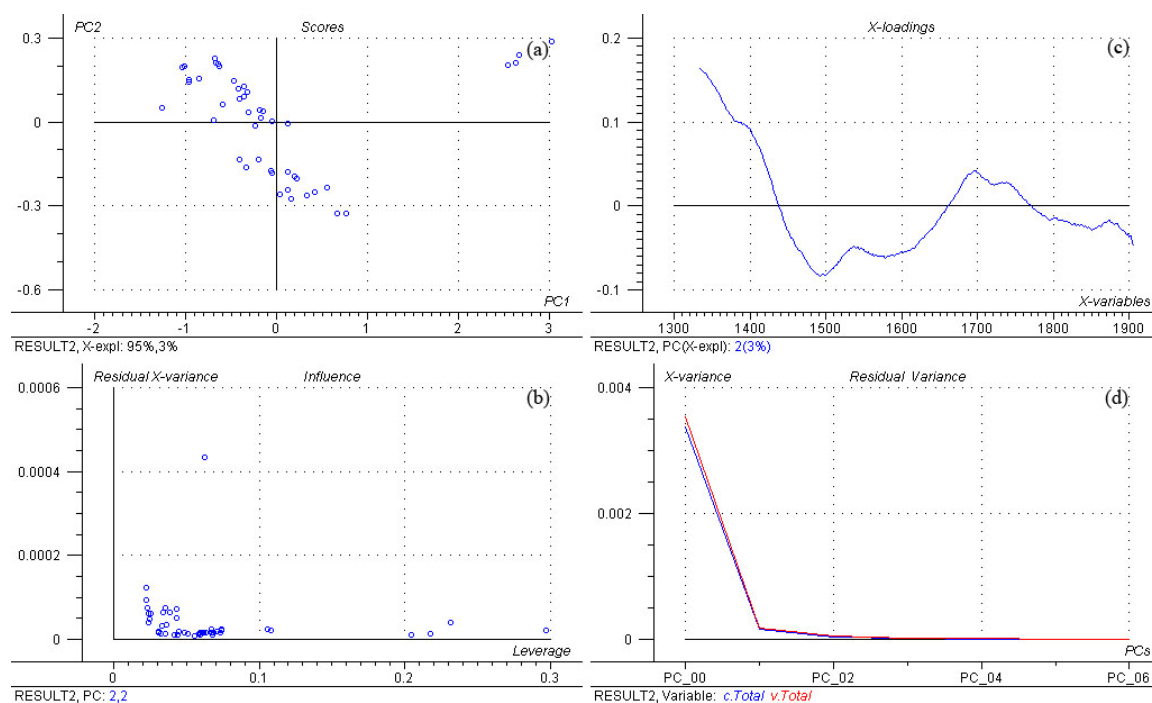 PC2 Scores (a)
0.3
0
-0.3
-0.6
PC1
-2 -1 0 1 2 3
RESULT2, X-expl: 95%,3%
X-loadings (c)
0.2
0.1
0
-0.1
X-variables
1300 1400 1500 1600 1700 1800 1900
RESULT2, PC(X-expl): 2(3%)
Residual X-variance Influence (b)
0.0006
0.0004
0.0002
0
Leverage
0 0.1 0.2 0.3
RESULT2, PC: 2,2
X-variance Residual Variance (d)
0.004
0.002
0
PCs
PC_00 PC_02 PC_04 PC_06
RESULT2, Variable: c.Total v.Total